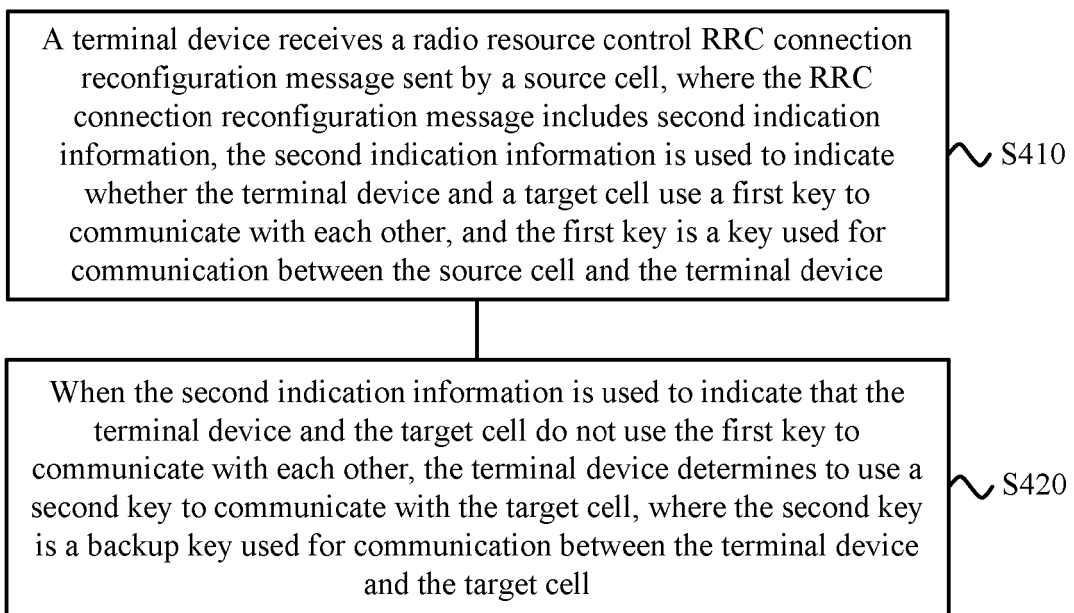 A terminal device receives a radio resource control RRC connection
reconfiguration message sent by a source cell, where the RRC
connection reconfiguration message includes second indication
information, the second indication information is used to indicate
whether the terminal device and a target cell use a first key to
communicate with each other, and the first key is a key used for
communication between the source cell and the terminal device
S410
When the second indication information is used to indicate that the
terminal device and the target cell do not use the first key to
communicate with each other, the terminal device determines to use a
second key to communicate with the target cell, where the second key
is a backup key used for communication between the terminal device
and the target cell
S420